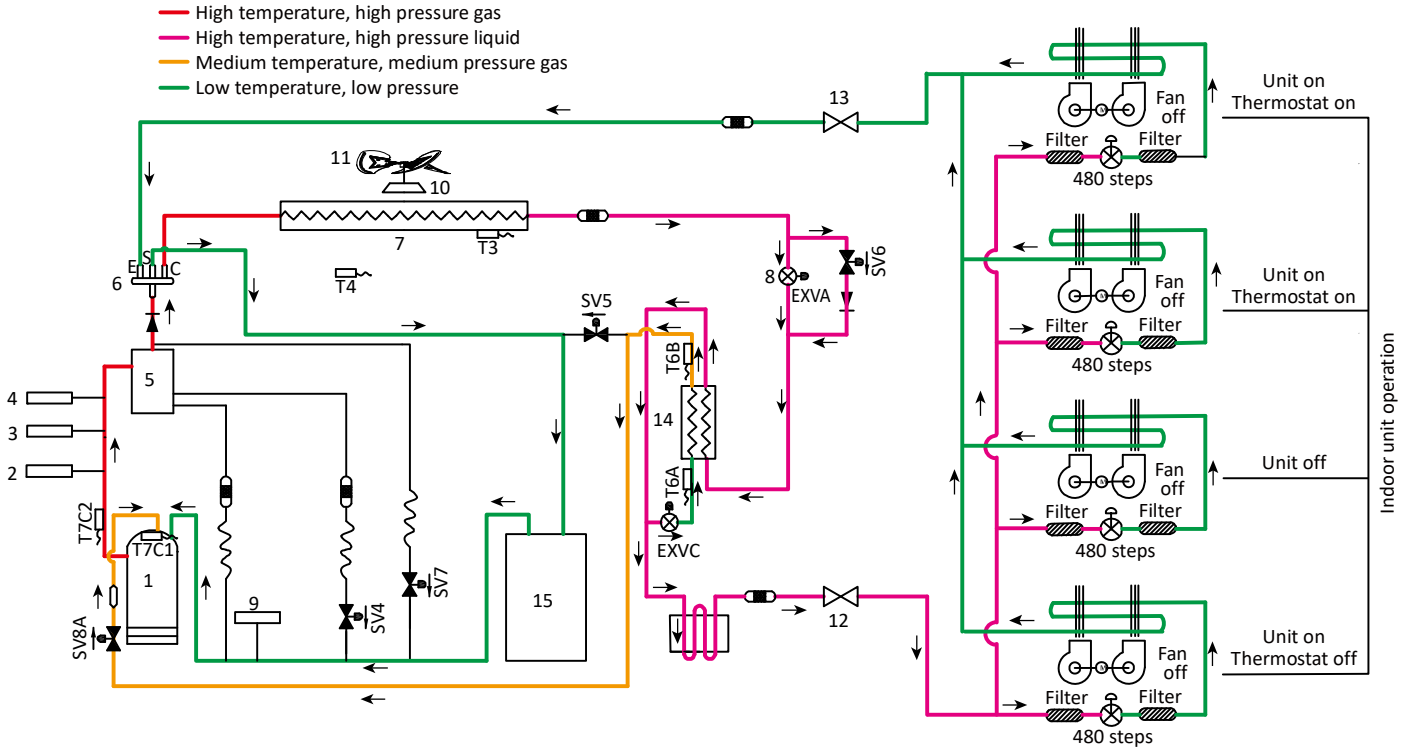 High temperature, high pressure gas
High temperature, high pressure liquid
Medium temperature, medium pressure gas
Low temperature, low pressure
13
11
10
7
T3
T4
E
S
C
6
8
EXVA
SV6
SV5
T6B
14
T6A
EXVC
5
4
3
2
T7C2
T7C1
1
SV8A
9
SV4
SV7
15
12
Fan
off
Filter
Filter
480 steps
Unit on
Thermostat on
Fan
off
Filter
Filter
480 steps
Unit on
Thermostat on
Fan
off
Filter
Filter
480 steps
Unit off
Fan
off
Filter
Filter
480 steps
Unit on
Thermostat off
Indoor unit operation